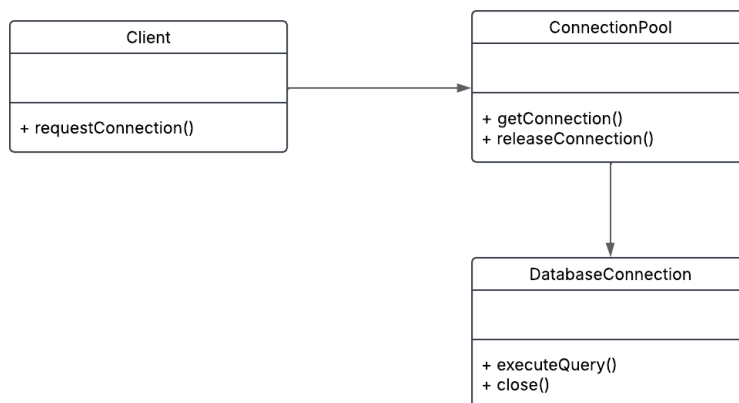 Client
+ requestConnection()
ConnectionPool
+ getConnection()
+ releaseConnection()
DatabaseConnection
+ executeQuery()
+ close()